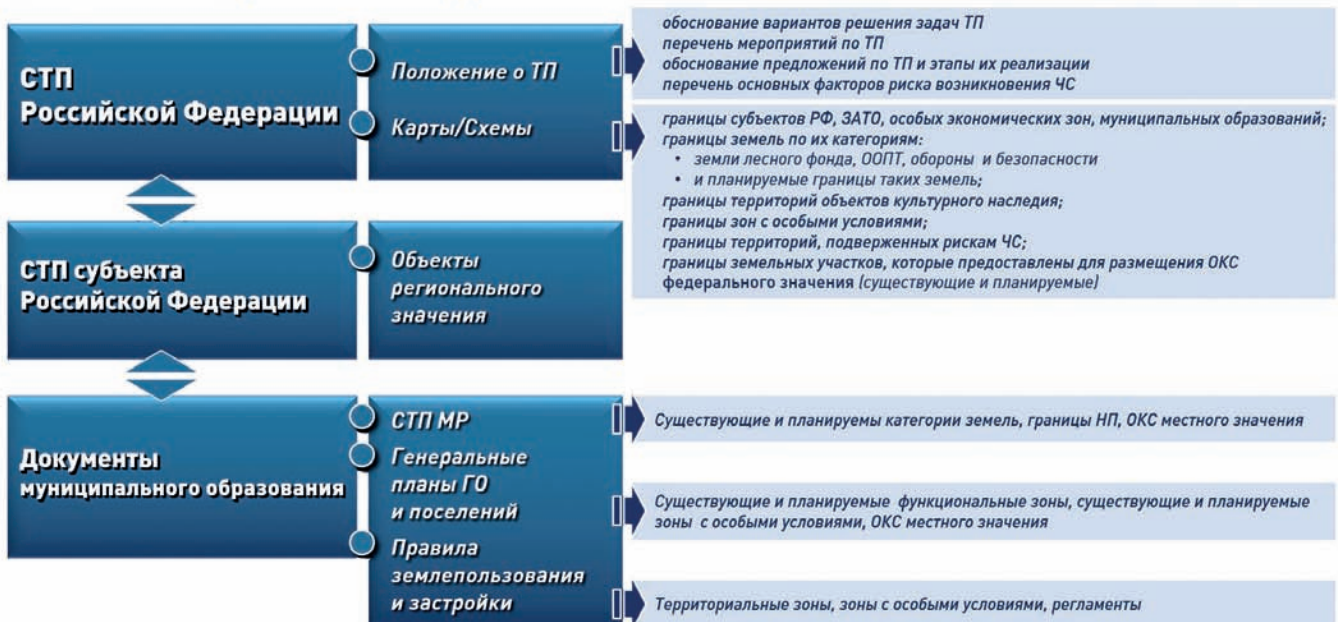 СТП
Российской Федерации
Положение о ТП
Карты/Схемы
обоснование вариантов решения задач ТП
перечень мероприятий по ТП
обоснование предложений по ТП и этапы их реализации
перечень основных факторов риска возникновения ЧС
границы субъектов РФ, ЗАТО, особых экономических зон, муниципальных образований;
границы земель по их категориям:
• земли лесного фонда, ООПТ, обороны и безопасности
• и планируемые границы таких земель;
границы территорий объектов культурного наследия;
границы зон с особыми условиями;
границы территорий, подверженных рискам ЧС;
границы земельных участков, которые предоставлены для размещения ОКС
федерального значения (существующие и планируемые)
СТП субъекта
Российской Федерации
Объекты
регионального
значения
Документы
муниципального образования
СТП МР
Генеральные
планы ГО
и поселений
Правила
землепользования
и застройки
Существующие и планируемы категории земель, границы НП, ОКС местного значения
Существующие и планируемые функциональные зоны, существующие и планируемые
зоны с особыми условиями, ОКС местного значения
Территориальные зоны, зоны с особыми условиями, регламенты